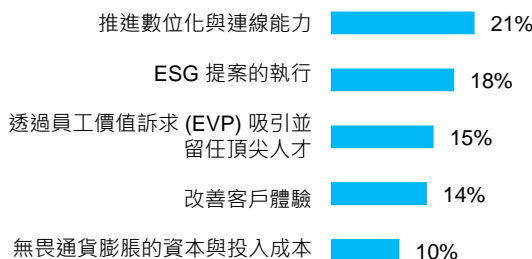 推進數位化與連線能力 21%
ESG 提案的執行 18%
透過員工價值訴求 (EVP) 吸引並
留任頂尖人才 15%
改善客戶體驗 14%
無畏通貨膨脹的資本與投入成本 10%